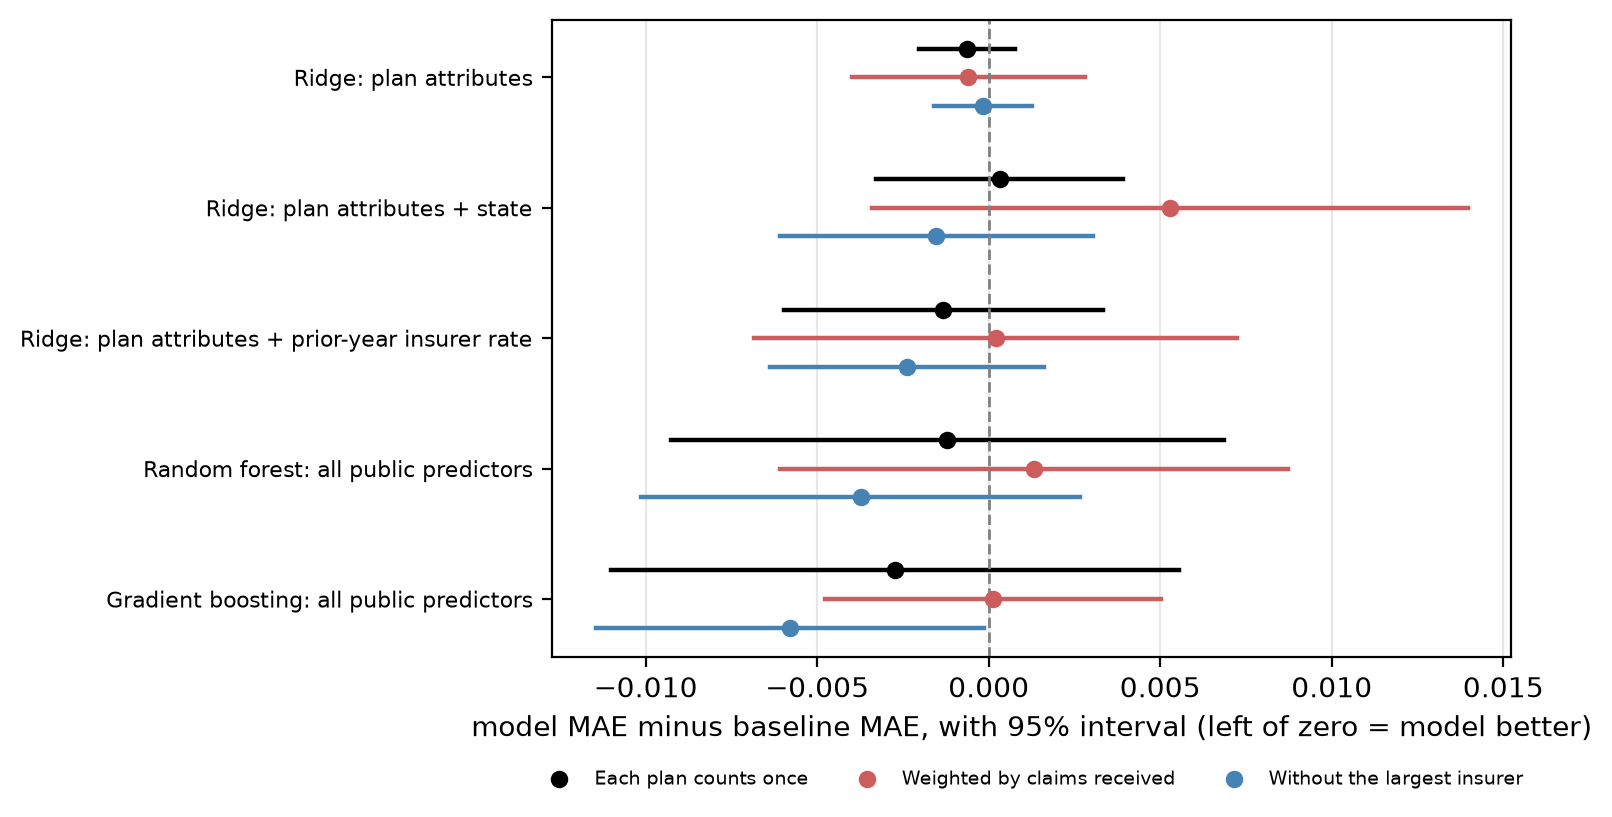 Ridge: plan attributes
Ridge: plan attributes + state
Ridge: plan attributes + prior-year insurer rate
Random forest: all public predictors
Gradient boosting: all public predictors
−0.010 −0.005 0.000 0.005 0.010 0.015
model MAE minus baseline MAE, with 95% interval (left of zero = model better)
Each plan counts once Weighted by claims received Without the largest insurer